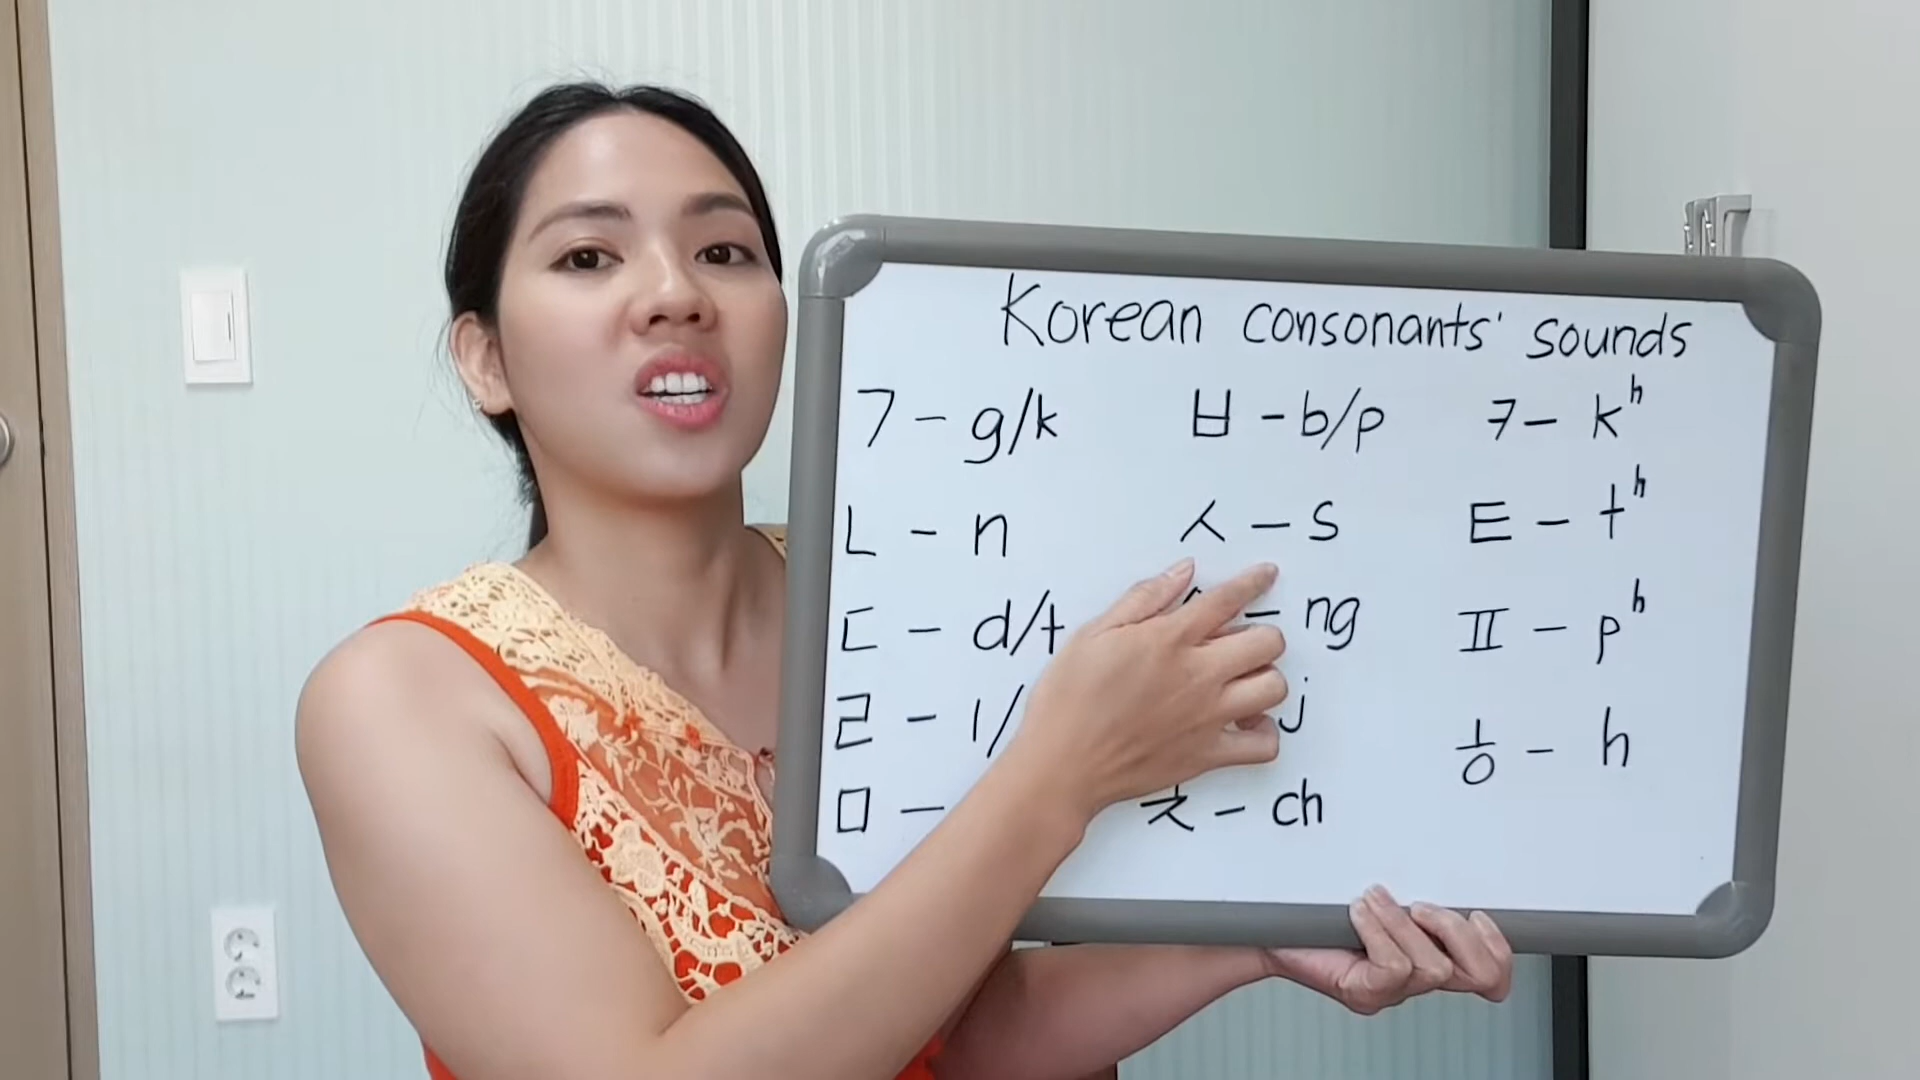 Korean consonants' sounds
ㄱ - g/k
ㄴ - n
ㄷ - d/t
ㄹ - l/
ㅁ -
ㅂ - b/p
ㅅ - s
- ng
j
ㅊ - ch
ㅋ - kʰ
ㅌ - tʰ
ㅍ - pʰ
ㅎ - h